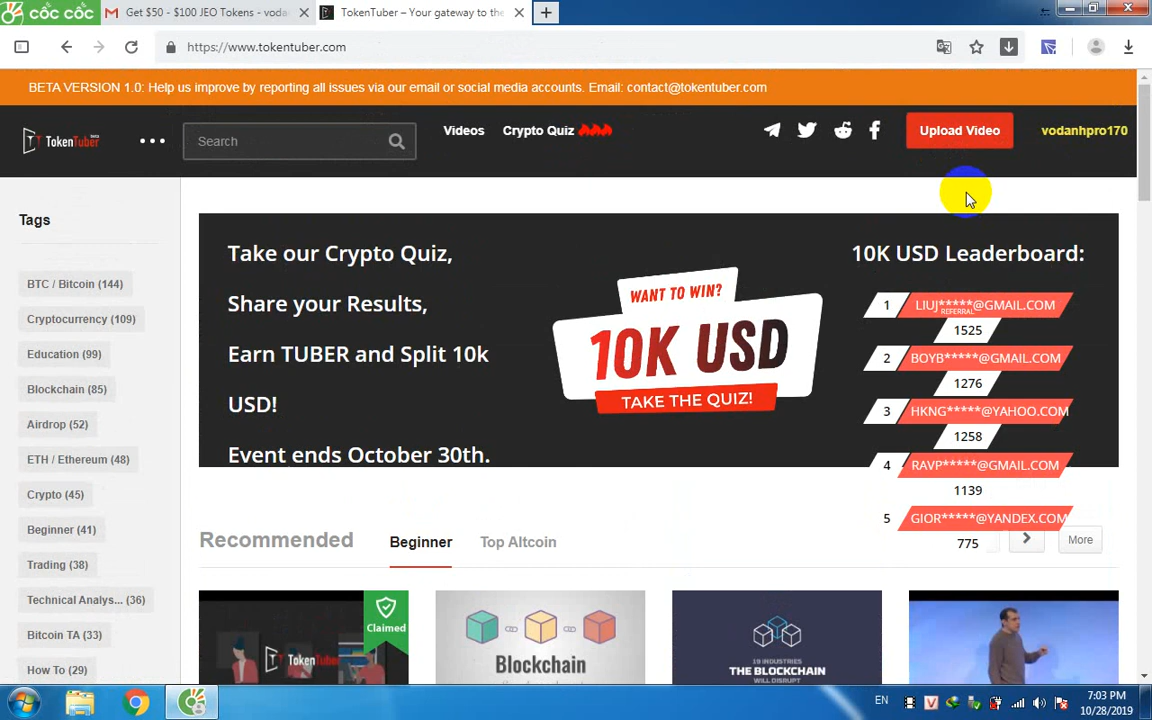 cốc cốc
Get $50 - $100 JEO Tokens - voda
TokenTuber – Your gateway to the
https://www.tokentuber.com
BETA VERSION 1.0: Help us improve by reporting all issues via our email or social media accounts. Email: contact@tokentuber.com
TokenTuber beta
Search
Videos
Crypto Quiz
Upload Video
vodanhpro170
Tags
BTC / Bitcoin (144)
Cryptocurrency (109)
Education (99)
Blockchain (85)
Airdrop (52)
ETH / Ethereum (48)
Crypto (45)
Beginner (41)
Trading (38)
Technical Analys... (36)
Bitcoin TA (33)
How To (29)
Take our Crypto Quiz,
Share your Results,
Earn TUBER and Split 10k
USD!
Event ends October 30th.
WANT TO WIN?
10K USD
TAKE THE QUIZ!
10K USD Leaderboard:
1 LIUJ*****@GMAIL.COM
REFERRAL
1525
2 BOYB*****@GMAIL.COM
1276
3 HKNG*****@YAHOO.COM
1258
4 RAVP*****@GMAIL.COM
1139
5 GIOR*****@YANDEX.COM
775
Recommended
Beginner
Top Altcoin
More
Claimed
TokenTuber
Blockchain
19 INDUSTRIES
THE BLOCKCHAIN
WILL DISRUPT
EN
7:03 PM
10/28/2019